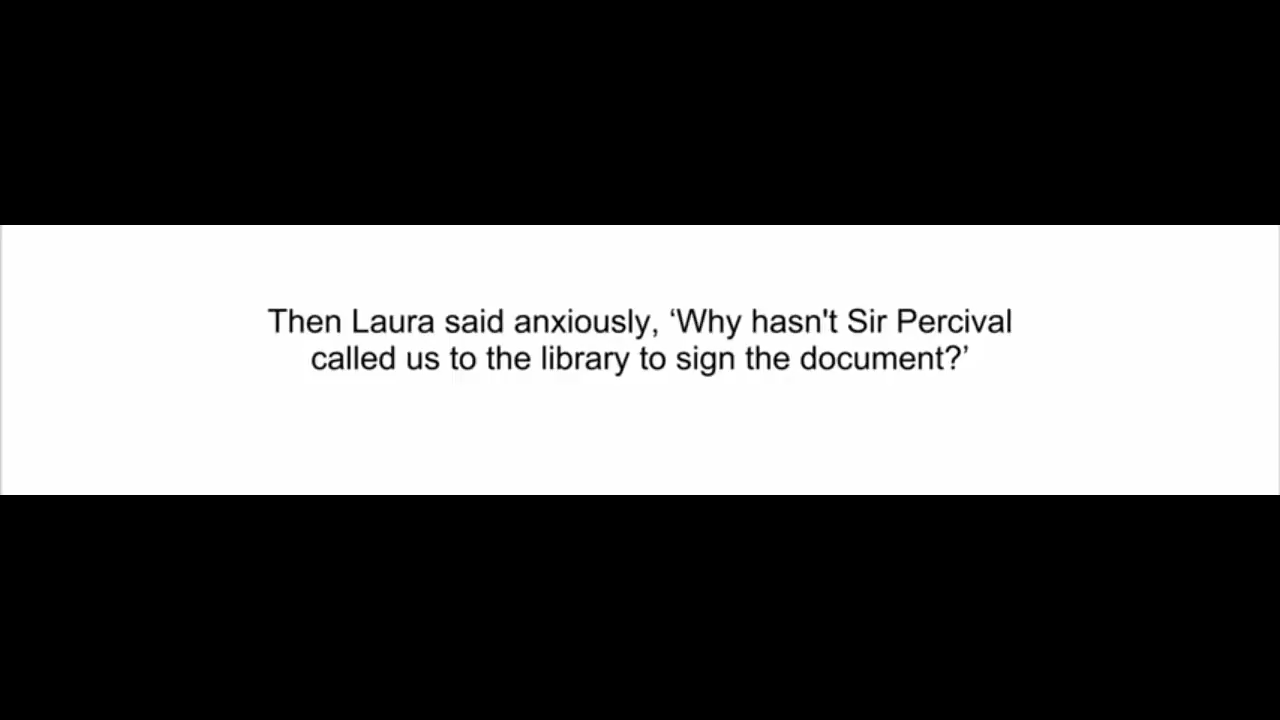 Then Laura said anxiously, ‘Why hasn't Sir Percival
called us to the library to sign the document?’